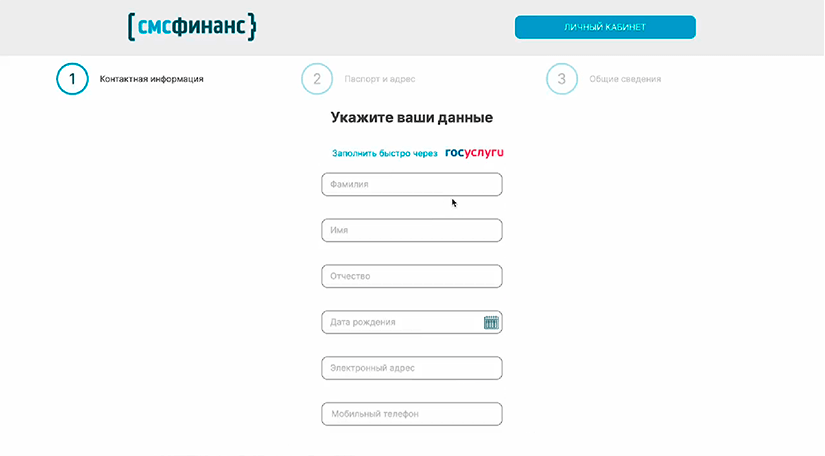 [смсфинанс]
ЛИЧНЫЙ КАБИНЕТ
1 Контактная информация
2 Паспорт и адрес
3 Общие сведения
Укажите ваши данные
Заполнить быстро через госуслуги
Фамилия
Имя
Отчество
Дата рождения
Электронный адрес
Мобильный телефон